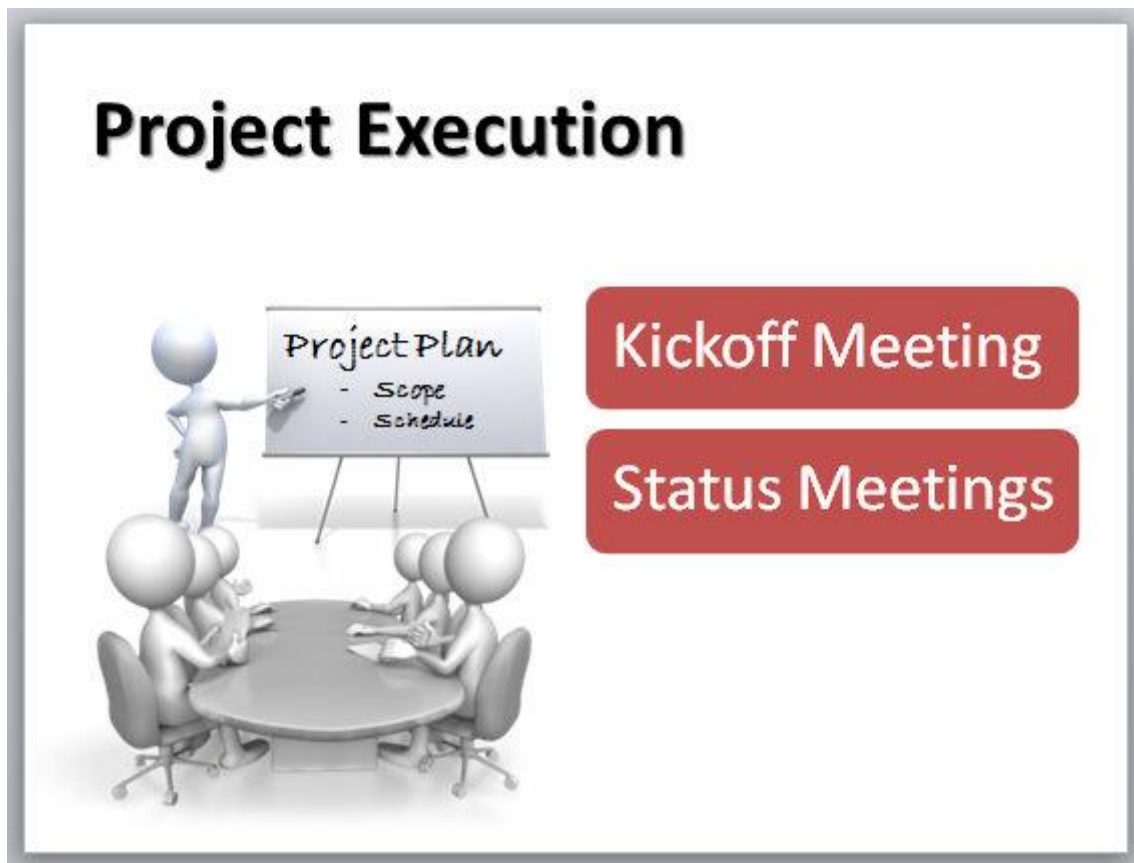 Project Execution
Project Plan
- Scope
- Schedule
Kickoff Meeting
Status Meetings